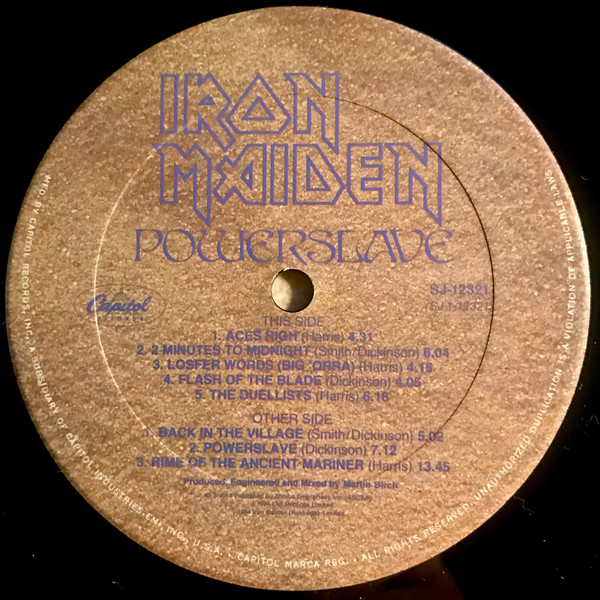 IRON
MAIDEN
POWERSLAVE
Capitol
RECORDS
SJ-12321
SJ-1-12321
THIS SIDE
1. ACES HIGH (Harris) 4.31
2. 2 MINUTES TO MIDNIGHT (Smith/Dickinson) 6.04
3. LOSFER WORDS (BIG 'ORRA) (Harris) 4.15
4. FLASH OF THE BLADE (Dickinson) 4.05
5. THE DUELLISTS (Harris) 6.18
OTHER SIDE
1. BACK IN THE VILLAGE (Smith/Dickinson) 5.02
2. POWERSLAVE (Dickinson) 7.12
3. RIME OF THE ANCIENT MARINER (Harris) 13.45
Produced, Engineered and Mixed by Martin Birch
MFD. BY CAPITOL RECORDS, INC., A SUBSIDIARY OF CAPITOL INDUSTRIES-EMI, INC., U.S.A. · CAPITOL MARCA REG. · ALL RIGHTS RESERVED. UNAUTHORIZED DUPLICATION IS A VIOLATION OF APPLICABLE LAWS